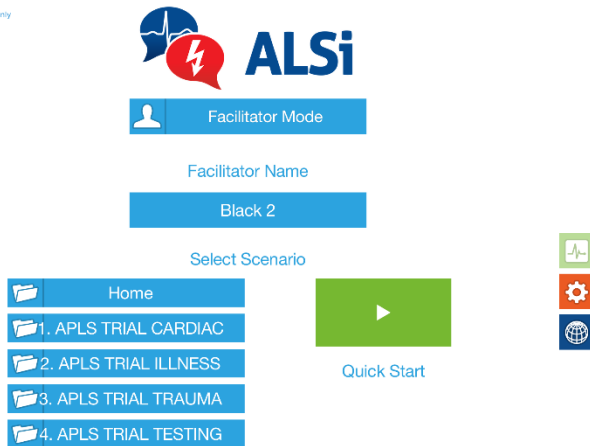 only
ALSi
Facilitator Mode
Facilitator Name
Black 2
Select Scenario
Home
1. APLS TRIAL CARDIAC
2. APLS TRIAL ILLNESS
3. APLS TRIAL TRAUMA
4. APLS TRIAL TESTING
Quick Start